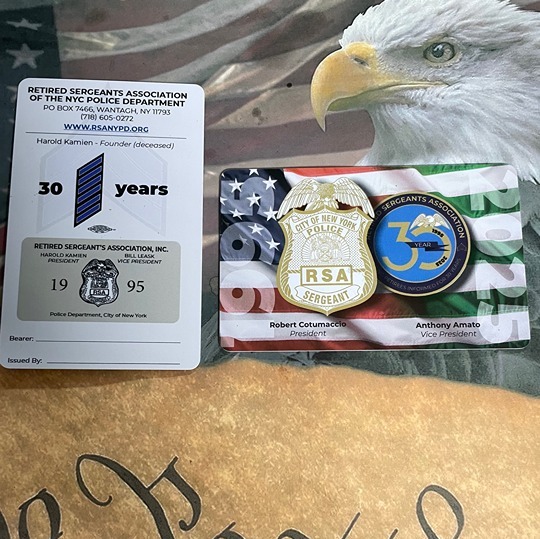 RETIRED SERGEANTS ASSOCIATION
OF THE NYC POLICE DEPARTMENT
PO BOX 7466, WANTAGH, NY 11793
(718) 605-0272
WWW.RSANYPD.ORG
Harold Kamien - Founder (deceased)
30 years
RETIRED SERGEANT'S ASSOCIATION, INC.
HAROLD KAMIEN BILL LEASK
PRESIDENT VICE PRESIDENT
19 95
RSA
Police Department, City of New York
Bearer:
Issued By:
1995
CITY OF NEW YORK
POLICE
RSA
SERGEANT
SERGEANTS ASSOCIATION
30
YEAR
2025
Robert Cotumaccio Anthony Amato
President Vice President